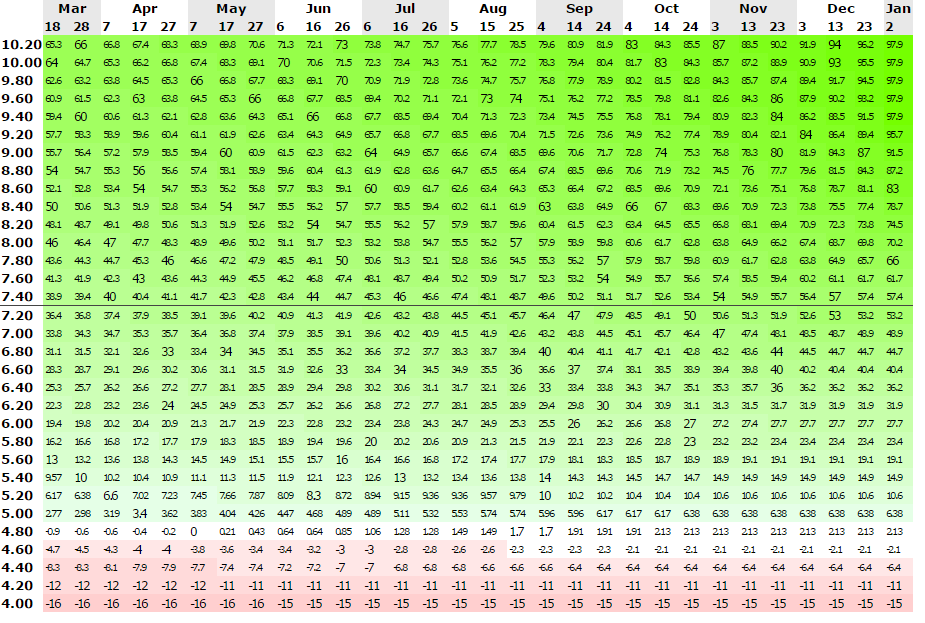 Mar Apr May Jun Jul Aug Sep Oct Nov Dec Jan
18 28 7 17 27 7 17 27 6 16 26 6 16 26 5 15 25 4 14 24 4 14 24 3 13 23 3 13 23 2
10.20 65.3 66 66.8 67.4 68.3 68.9 69.8 70.6 71.3 72.1 73 73.8 74.7 75.7 76.6 77.7 78.5 79.6 80.9 81.9 83 84.3 85.5 87 88.5 90.2 91.9 94 96.2 97.9
10.00 64 64.7 65.3 66.2 66.8 67.4 68.3 69.1 70 70.6 71.5 72.3 73.4 74.3 75.1 76.2 77.2 78.3 79.4 80.4 81.7 83 84.3 85.7 87.2 88.9 90.9 93 95.5 97.9
9.80 62.6 63.2 63.8 64.5 65.3 66 66.8 67.7 68.3 69.1 70 70.9 71.9 72.8 73.6 74.7 75.7 76.8 77.9 78.9 80.2 81.5 82.8 84.3 85.7 87.4 89.4 91.7 94.5 97.9
9.60 60.9 61.5 62.3 63 63.8 64.5 65.3 66 66.8 67.7 68.5 69.4 70.2 71.1 72.1 73 74 75.1 76.2 77.2 78.5 79.8 81.1 82.6 84.3 86 87.9 90.2 93.2 97.9
9.40 59.4 60 60.6 61.3 62.1 62.8 63.6 64.3 65.1 66 66.8 67.7 68.5 69.4 70.4 71.3 72.3 73.4 74.5 75.5 76.8 78.1 79.4 80.9 82.3 84 86.2 88.5 91.5 97.9
9.20 57.7 58.3 58.9 59.6 60.4 61.1 61.9 62.6 63.4 64.3 64.9 65.7 66.8 67.7 68.5 69.6 70.4 71.5 72.6 73.6 74.9 76.2 77.4 78.9 80.4 82.1 84 86.4 89.4 95.7
9.00 55.7 56.4 57.2 57.9 58.5 59.4 60 60.9 61.5 62.3 63.2 64 64.9 65.7 66.6 67.4 68.5 69.6 70.6 71.7 72.8 74 75.3 76.8 78.3 80 81.9 84.3 87 91.5
8.80 54 54.7 55.3 56 56.6 57.4 58.1 58.9 59.6 60.4 61.3 61.9 62.8 63.6 64.7 65.5 66.4 67.4 68.5 69.6 70.6 71.9 73.2 74.5 76 77.7 79.6 81.5 84.3 87.2
8.60 52.1 52.8 53.4 54 54.7 55.3 56.2 56.8 57.7 58.3 59.1 60 60.9 61.7 62.6 63.4 64.3 65.3 66.4 67.2 68.5 69.6 70.9 72.1 73.6 75.1 76.8 78.7 81.1 83
8.40 50 50.6 51.3 51.9 52.8 53.4 54 54.7 55.5 56.2 57 57.7 58.5 59.4 60.2 61.1 61.9 63 63.8 64.9 66 67 68.3 69.6 70.9 72.3 73.8 75.5 77.4 78.7
8.20 48.1 48.7 49.1 49.8 50.6 51.3 51.9 52.6 53.2 54 54.7 55.5 56.2 57 57.9 58.7 59.6 60.4 61.5 62.3 63.4 64.5 65.5 66.8 68.1 69.4 70.9 72.3 73.8 74.5
8.00 46 46.4 47 47.7 48.3 48.9 49.6 50.2 51.1 51.7 52.3 53.2 53.8 54.7 55.5 56.2 57 57.9 58.9 59.8 60.6 61.7 62.8 63.8 64.9 66.2 67.4 68.7 69.8 70.2
7.80 43.6 44.3 44.7 45.3 46 46.6 47.2 47.9 48.5 49.1 50 50.6 51.3 52.1 52.8 53.6 54.5 55.3 56.2 57 57.9 58.7 59.8 60.9 61.7 62.8 63.8 64.9 65.7 66
7.60 41.3 41.9 42.3 43 43.6 44.3 44.9 45.5 46.2 46.8 47.4 48.1 48.7 49.4 50.2 50.9 51.7 52.3 53.2 54 54.9 55.7 56.6 57.4 58.5 59.4 60.2 61.1 61.7 61.7
7.40 38.9 39.4 40 40.4 41.1 41.7 42.3 42.8 43.4 44 44.7 45.3 46 46.6 47.4 48.1 48.7 49.6 50.2 51.1 51.7 52.6 53.4 54 54.9 55.7 56.4 57 57.4 57.4
7.20 36.4 36.8 37.4 37.9 38.5 39.1 39.6 40.2 40.9 41.3 41.9 42.6 43.2 43.8 44.5 45.1 45.7 46.4 47 47.9 48.5 49.1 50 50.6 51.3 51.9 52.6 53 53.2 53.2
7.00 33.8 34.3 34.7 35.3 35.7 36.4 36.8 37.4 37.9 38.5 39.1 39.6 40.2 40.9 41.5 41.9 42.6 43.2 43.8 44.5 45.1 45.7 46.4 47 47.4 48.1 48.5 48.7 48.9 48.9
6.80 31.1 31.5 32.1 32.6 33 33.4 34 34.5 35.1 35.5 36.2 36.6 37.2 37.7 38.3 38.7 39.4 40 40.4 41.1 41.7 42.1 42.8 43.2 43.6 44 44.5 44.7 44.7 44.7
6.60 28.3 28.7 29.1 29.6 30.2 30.6 31.1 31.5 31.9 32.6 33 33.4 34 34.5 34.9 35.5 36 36.6 37 37.4 38.1 38.5 38.9 39.4 39.8 40 40.2 40.4 40.4 40.4
6.40 25.3 25.7 26.2 26.6 27.2 27.7 28.1 28.5 28.9 29.4 29.8 30.2 30.6 31.1 31.7 32.1 32.6 33 33.4 33.8 34.3 34.7 35.1 35.3 35.7 36 36.2 36.2 36.2 36.2
6.20 22.3 22.8 23.2 23.6 24 24.5 24.9 25.3 25.7 26.2 26.6 26.8 27.2 27.7 28.1 28.5 28.9 29.4 29.8 30 30.4 30.9 31.1 31.3 31.5 31.7 31.9 31.9 31.9 31.9
6.00 19.4 19.8 20.2 20.4 20.9 21.3 21.7 21.9 22.3 22.8 23.2 23.4 23.8 24.3 24.7 24.9 25.3 25.5 26 26.2 26.6 26.8 27 27.2 27.4 27.7 27.7 27.7 27.7 27.7
5.80 16.2 16.6 16.8 17.2 17.7 17.9 18.3 18.5 18.9 19.4 19.6 20 20.2 20.6 20.9 21.3 21.5 21.9 22.1 22.3 22.6 22.8 23 23.2 23.2 23.4 23.4 23.4 23.4 23.4
5.60 13 13.2 13.6 13.8 14.3 14.5 14.9 15.1 15.5 15.7 16 16.4 16.6 16.8 17.2 17.4 17.7 17.9 18.1 18.3 18.5 18.7 18.7 18.9 18.9 19.1 19.1 19.1 19.1 19.1
5.40 9.57 10 10.2 10.4 10.9 11.1 11.3 11.5 11.9 12.1 12.3 12.6 13 13.2 13.4 13.6 13.8 14 14.3 14.3 14.5 14.7 14.7 14.9 14.9 14.9 14.9 14.9 14.9 14.9
5.20 6.17 6.38 6.6 7.02 7.23 7.45 7.66 7.87 8.09 8.3 8.72 8.94 9.15 9.36 9.36 9.57 9.79 10 10.2 10.2 10.4 10.4 10.4 10.6 10.6 10.6 10.6 10.6 10.6 10.6
5.00 2.77 2.98 3.19 3.4 3.62 3.83 4.04 4.26 4.47 4.68 4.89 4.89 5.11 5.32 5.53 5.74 5.74 5.96 5.96 6.17 6.17 6.17 6.38 6.38 6.38 6.38 6.38 6.38 6.38 6.38
4.80 -0.9 -0.6 -0.6 -0.4 -0.2 0 0.21 0.43 0.64 0.64 0.85 1.06 1.28 1.28 1.49 1.49 1.7 1.7 1.91 1.91 1.91 2.13 2.13 2.13 2.13 2.13 2.13 2.13 2.13 2.13
4.60 -4.7 -4.5 -4.3 -4 -4 -3.8 -3.6 -3.4 -3.4 -3.2 -3 -3 -2.8 -2.8 -2.6 -2.6 -2.3 -2.3 -2.3 -2.3 -2.1 -2.1 -2.1 -2.1 -2.1 -2.1 -2.1 -2.1 -2.1 -2.1
4.40 -8.3 -8.3 -8.1 -7.9 -7.9 -7.7 -7.4 -7.4 -7.2 -7.2 -7 -7 -6.8 -6.8 -6.8 -6.6 -6.6 -6.6 -6.4 -6.4 -6.4 -6.4 -6.4 -6.4 -6.4 -6.4 -6.4 -6.4 -6.4 -6.4
4.20 -12 -12 -12 -12 -12 -12 -11 -11 -11 -11 -11 -11 -11 -11 -11 -11 -11 -11 -11 -11 -11 -11 -11 -11 -11 -11 -11 -11 -11 -11
4.00 -16 -16 -16 -16 -16 -16 -16 -16 -15 -15 -15 -15 -15 -15 -15 -15 -15 -15 -15 -15 -15 -15 -15 -15 -15 -15 -15 -15 -15 -15